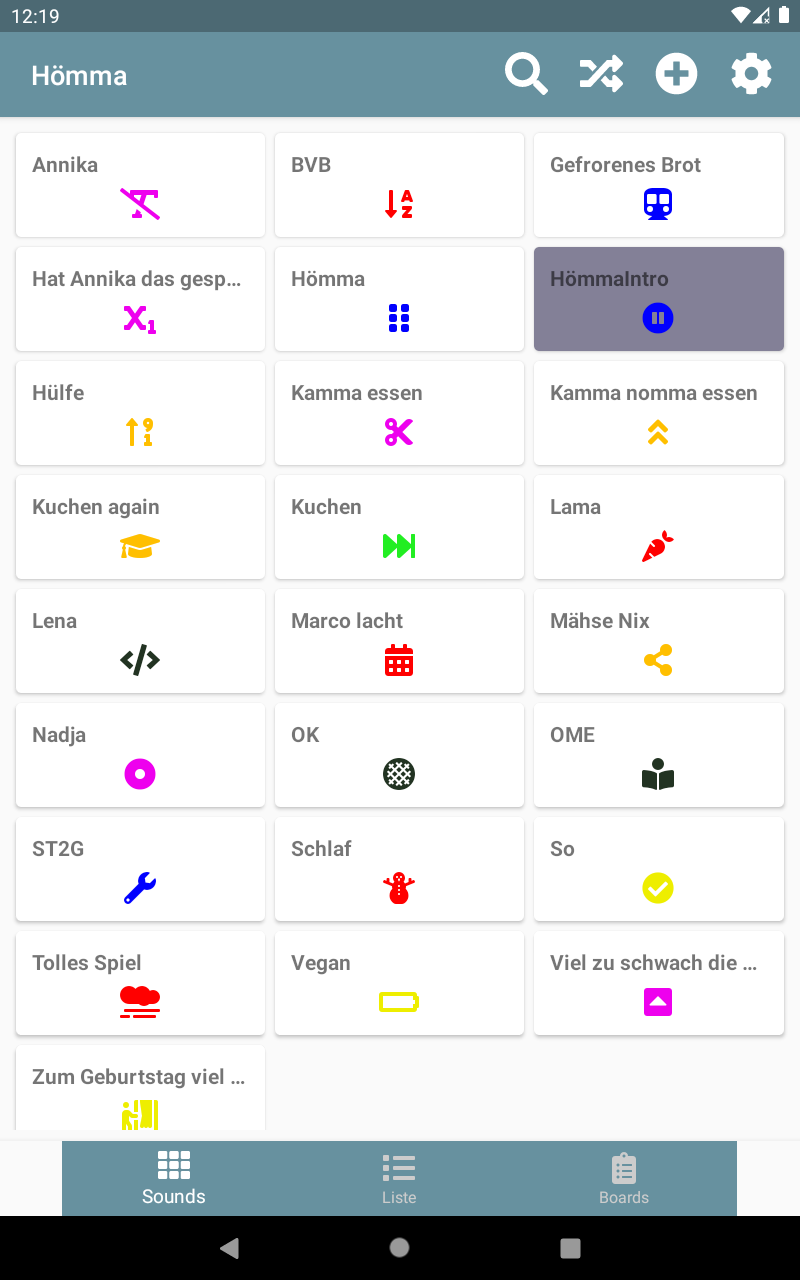 12:19
Hömma
Annika
BVB
Gefrorenes Brot
Hat Annika das gesp…
Hömma
HömmaIntro
Hülfe
Kamma essen
Kamma nomma essen
Kuchen again
Kuchen
Lama
Lena
Marco lacht
Mähse Nix
Nadja
OK
OME
ST2G
Schlaf
So
Tolles Spiel
Vegan
Viel zu schwach die …
Zum Geburtstag viel …
Sounds
Liste
Boards